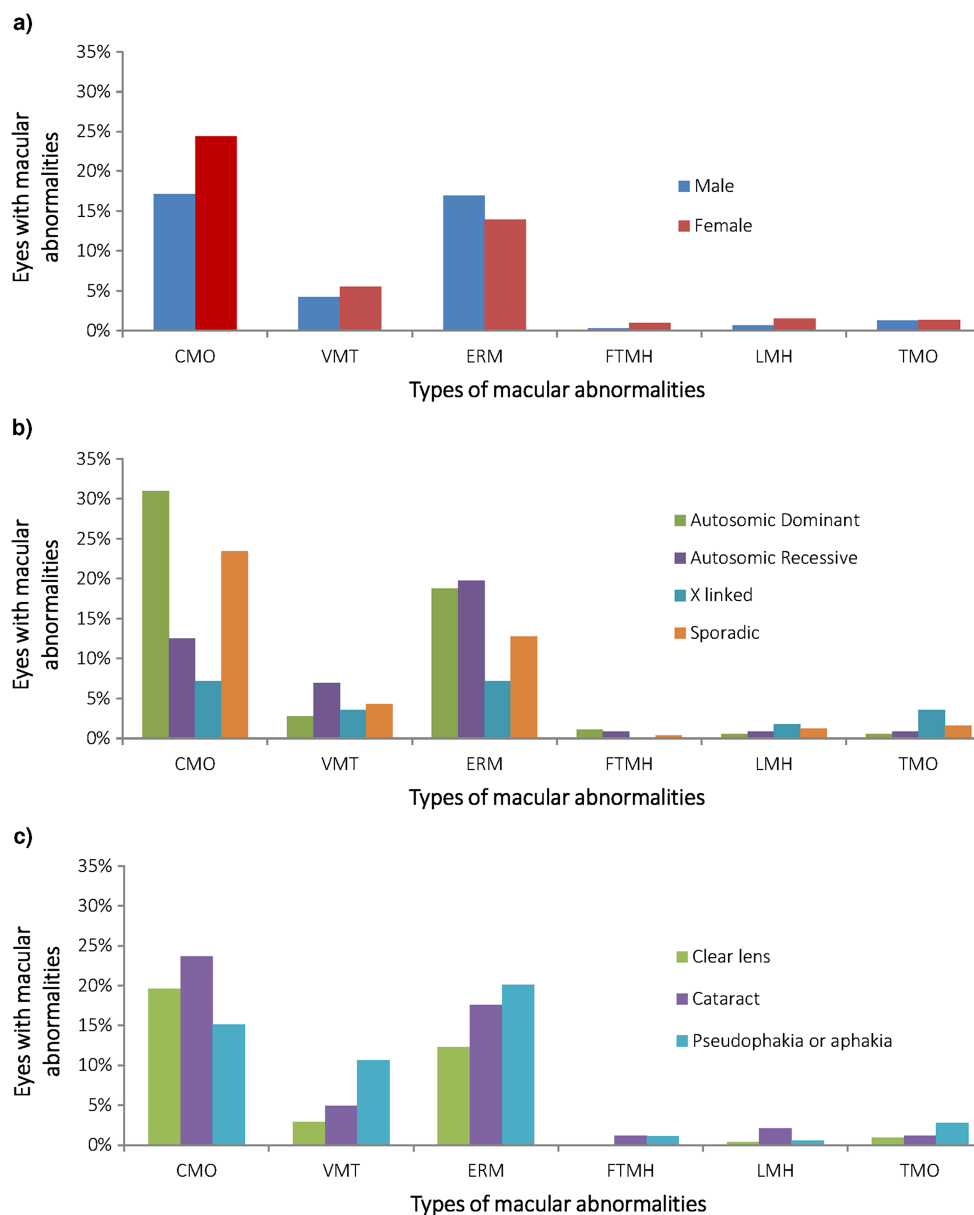 a)
35%
30%
25%
20%
15%
10%
5%
0%
Eyes with macular
abnormalities
Male
Female
CMO VMT ERM FTMH LMH TMO
Types of macular abnormalities
b)
35%
30%
25%
20%
15%
10%
5%
0%
Eyes with macular
abnormalities
Autosomic Dominant
Autosomic Recessive
X linked
Sporadic
CMO VMT ERM FTMH LMH TMO
Types of macular abnormalities
c)
35%
30%
25%
20%
15%
10%
5%
0%
Eyes with macular
abnormalities
Clear lens
Cataract
Pseudophakia or aphakia
CMO VMT ERM FTMH LMH TMO
Types of macular abnormalities